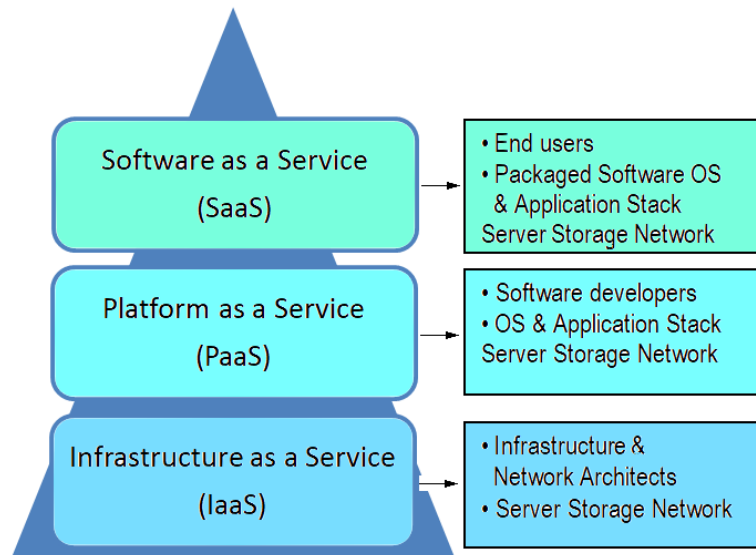 Software as a Service
(SaaS)
• End users
• Packaged Software OS
& Application Stack
Server Storage Network
Platform as a Service
(PaaS)
• Software developers
• OS & Application Stack
Server Storage Network
Infrastructure as a Service
(IaaS)
• Infrastructure &
Network Architects
• Server Storage Network